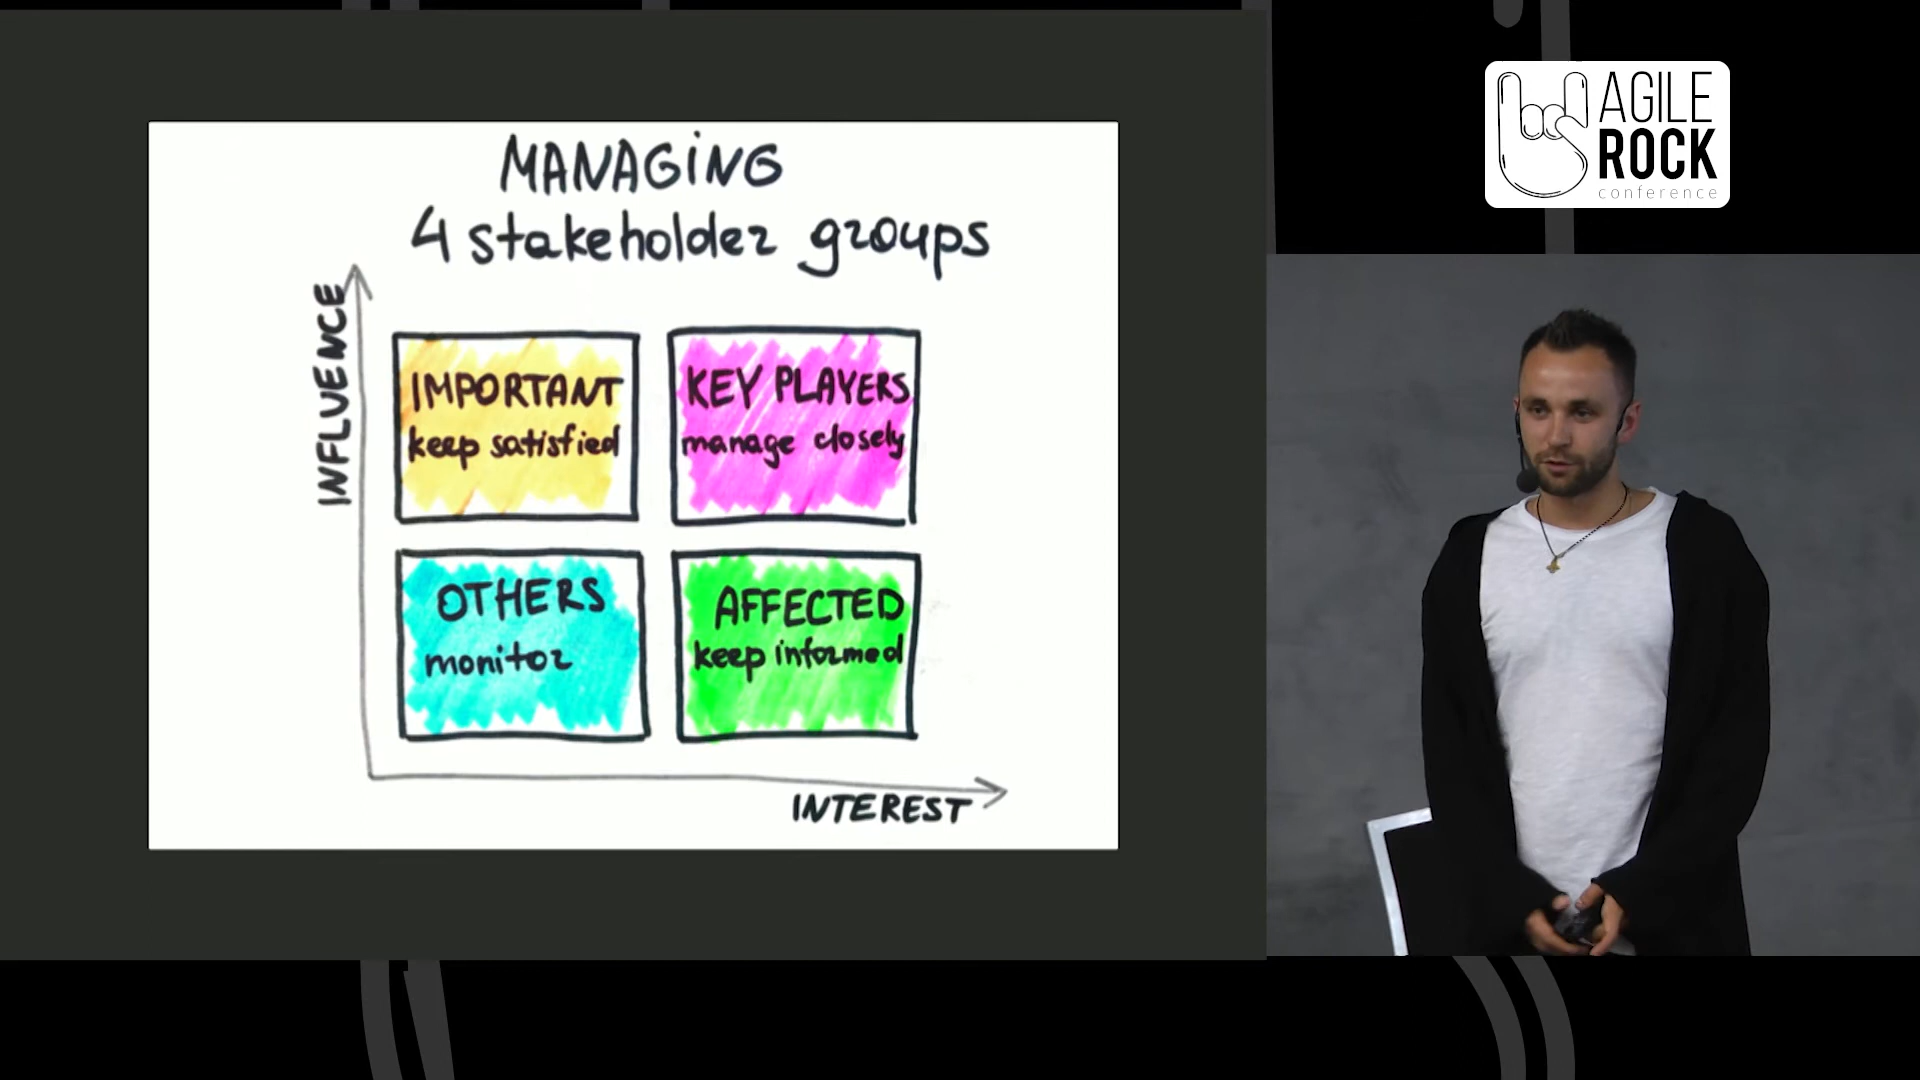 MANAGING
4 stakeholder groups
INFLUENCE
IMPORTANT
keep satisfied
KEY PLAYERS
manage closely
OTHERS
monitor
AFFECTED
keep informed
INTEREST
AGILE
ROCK
conference